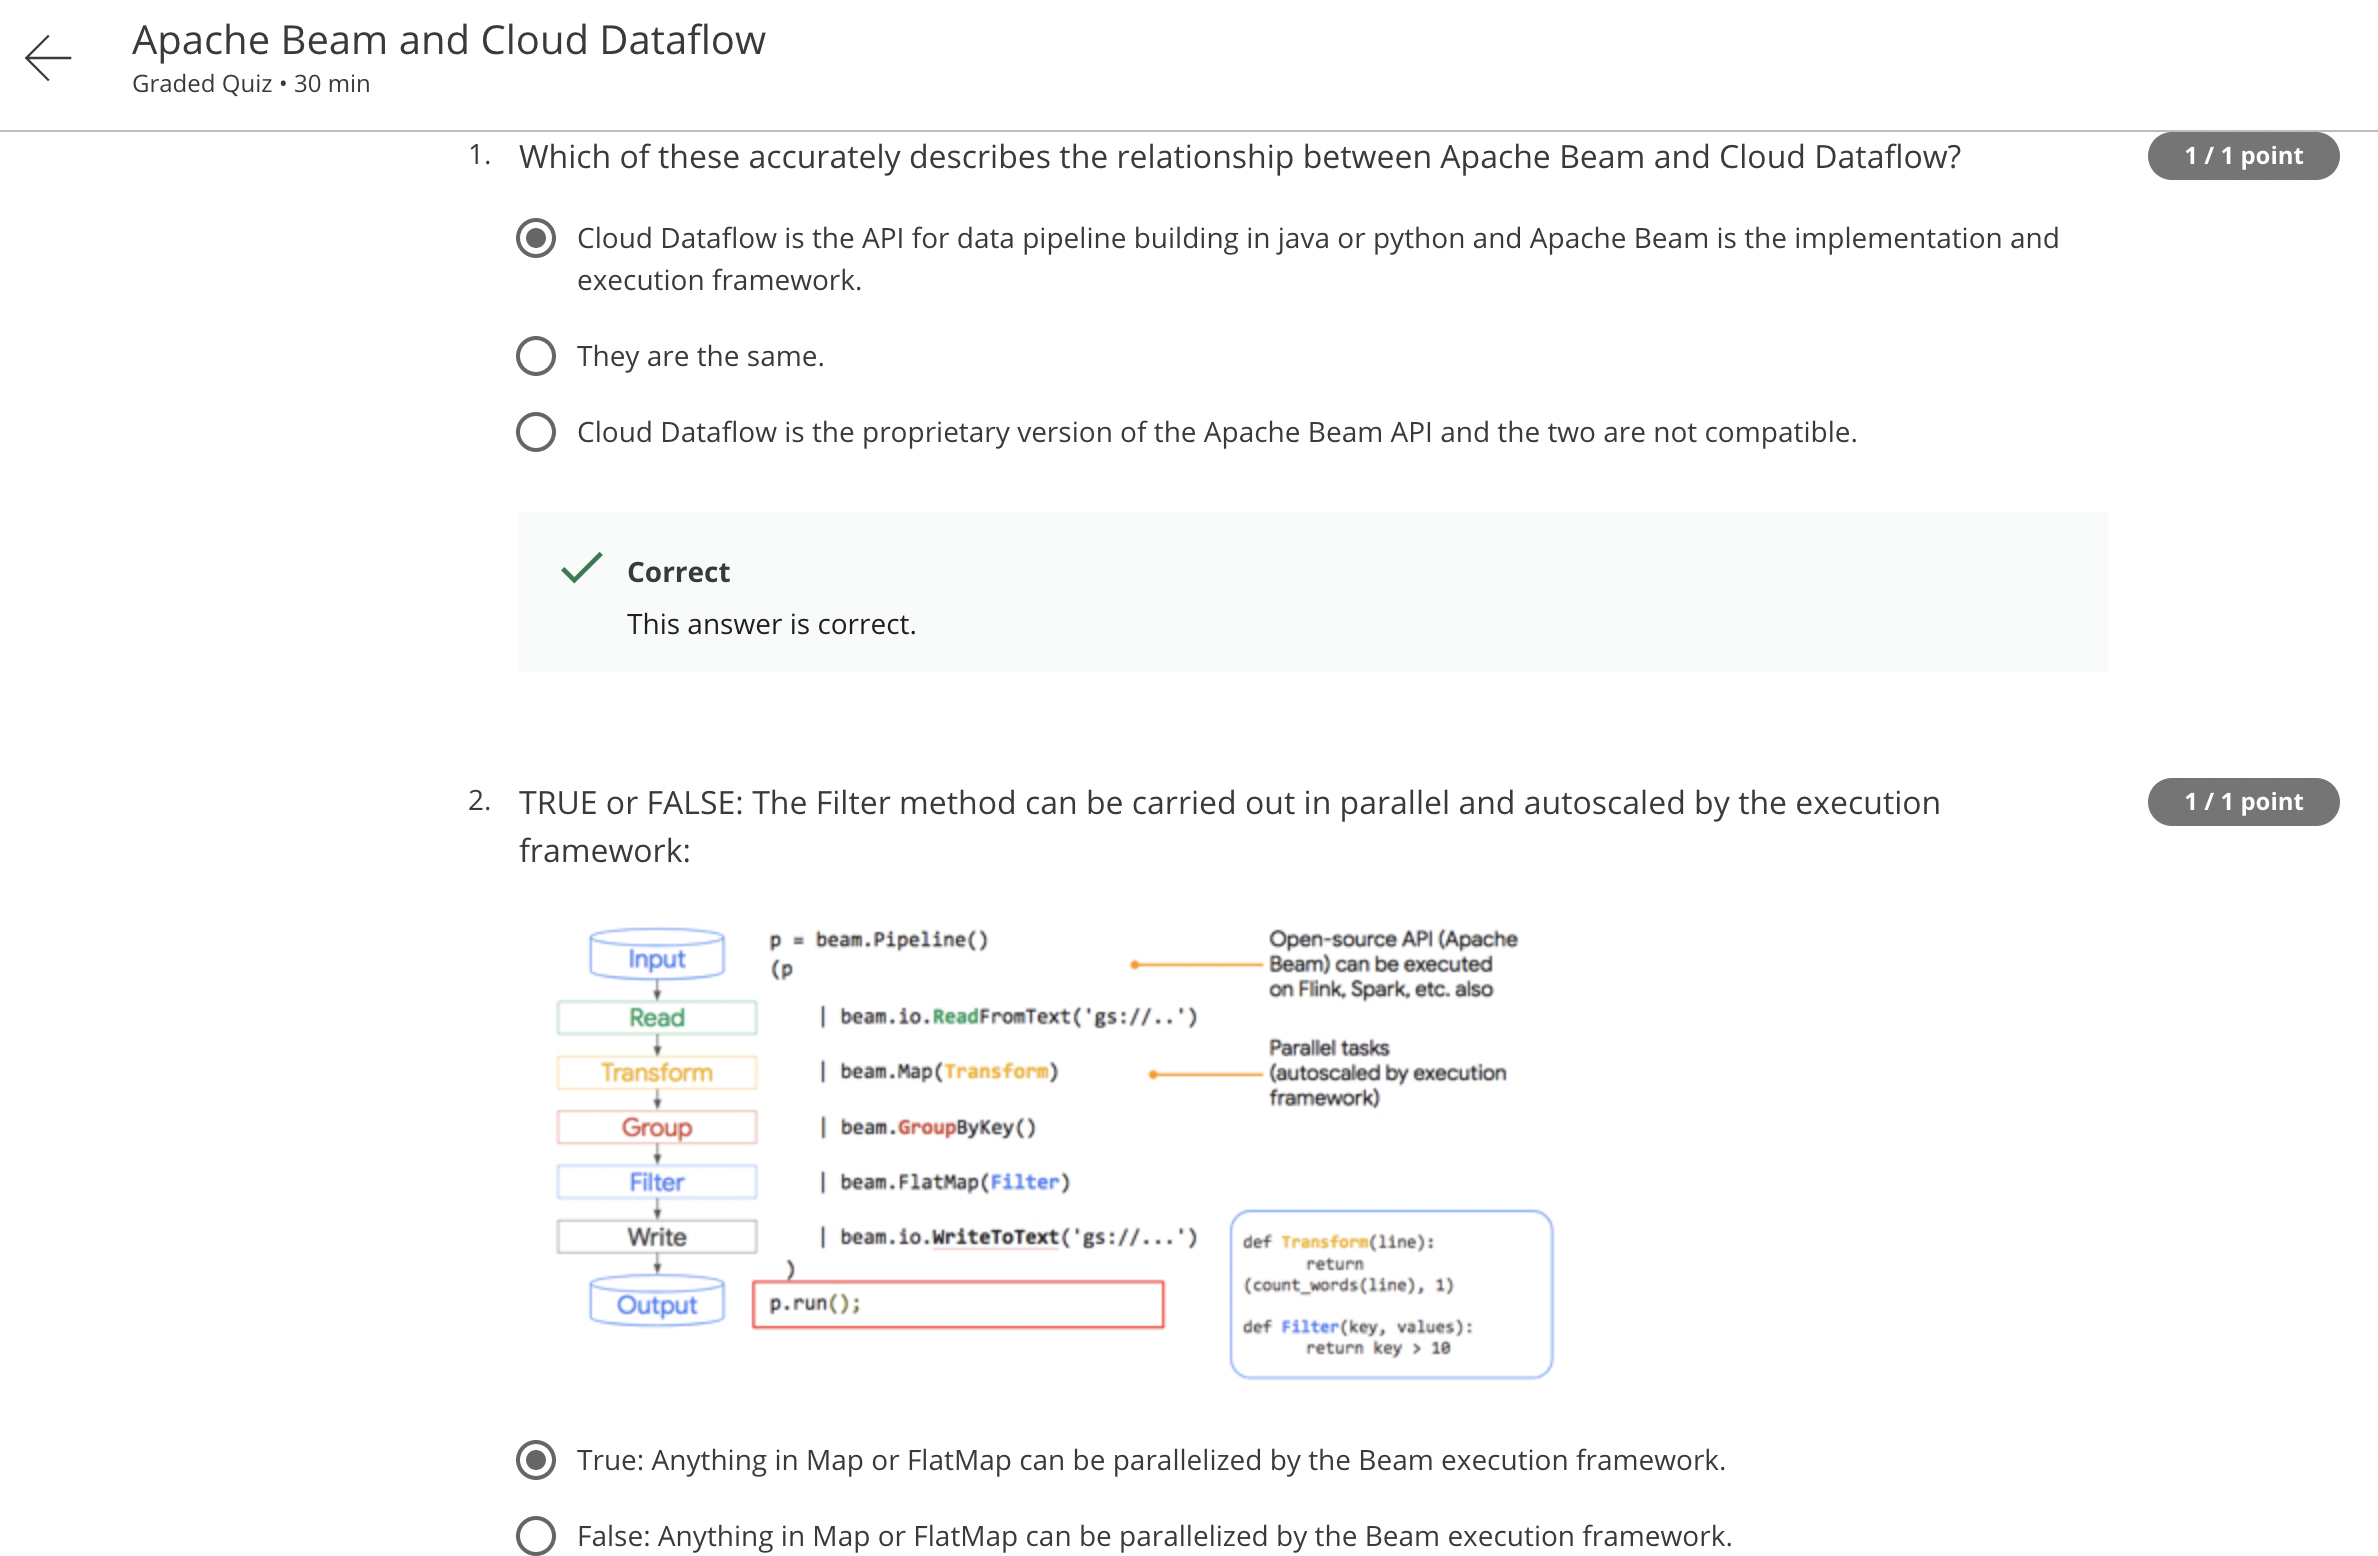 Apache Beam and Cloud Dataflow
Graded Quiz • 30 min
1. Which of these accurately describes the relationship between Apache Beam and Cloud Dataflow?
1 / 1 point
Cloud Dataflow is the API for data pipeline building in java or python and Apache Beam is the implementation and
execution framework.
They are the same.
Cloud Dataflow is the proprietary version of the Apache Beam API and the two are not compatible.
Correct
This answer is correct.
2. TRUE or FALSE: The Filter method can be carried out in parallel and autoscaled by the execution
framework:
1 / 1 point
Input
Read
Transform
Group
Filter
Write
Output
p = beam.Pipeline()
(p
| beam.io.ReadFromText('gs://..')
| beam.Map(Transform)
| beam.GroupByKey()
| beam.FlatMap(Filter)
| beam.io.WriteToText('gs://...')
)
p.run();
Open-source API (Apache
Beam) can be executed
on Flink, Spark, etc. also
Parallel tasks
(autoscaled by execution
framework)
def Transform(line):
return
(count_words(line), 1)
def Filter(key, values):
return key > 10
True: Anything in Map or FlatMap can be parallelized by the Beam execution framework.
False: Anything in Map or FlatMap can be parallelized by the Beam execution framework.